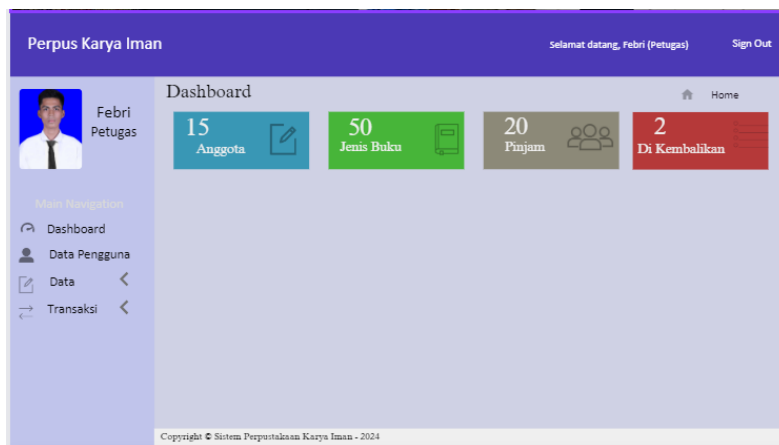 Perpus Karya Iman
Selamat datang, Febri (Petugas)
Sign Out
Febri
Petugas
Main Navigation
Dashboard
Data Pengguna
Data
Transaksi
Dashboard
Home
15
Anggota
50
Jenis Buku
20
Pinjam
2
Di Kembalikan
Copyright © Sistem Perpustakaan Karya Iman - 2024